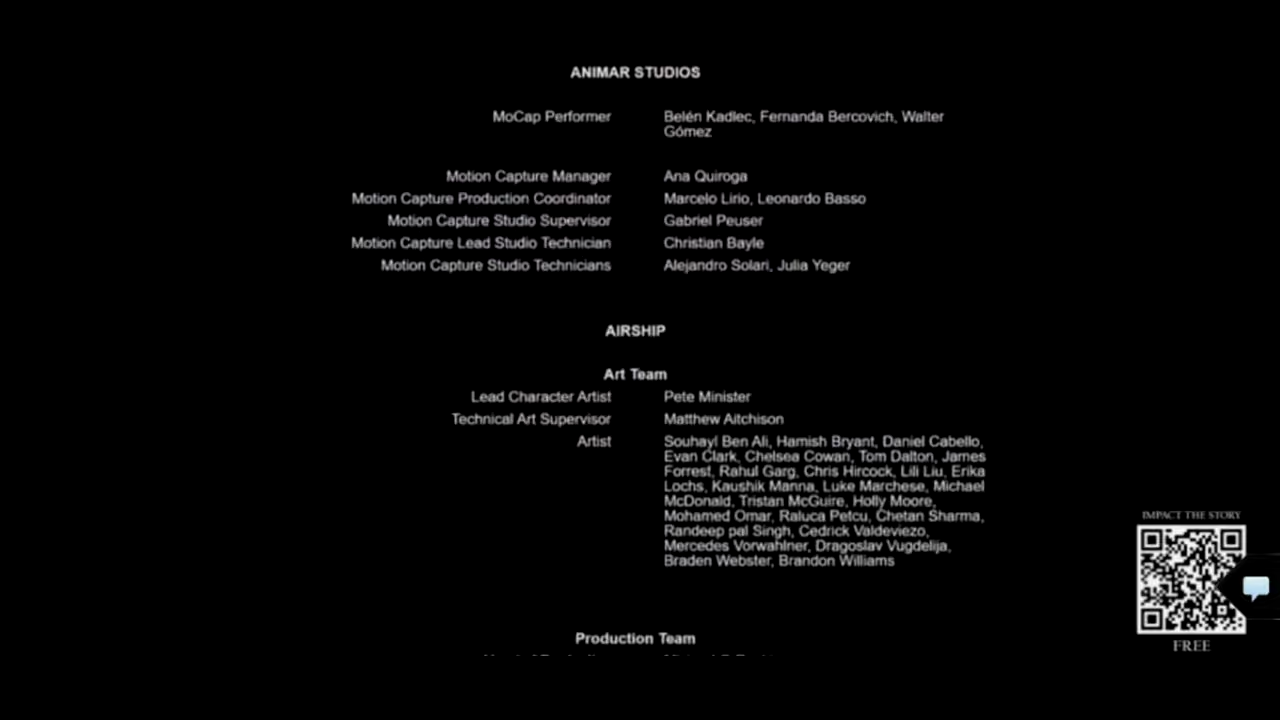 ANIMAR STUDIOS
MoCap Performer Belén Kadlec, Fernanda Bercovich, Walter
Gómez
Motion Capture Manager Ana Quiroga
Motion Capture Production Coordinator Marcelo Lirio, Leonardo Basso
Motion Capture Studio Supervisor Gabriel Peuser
Motion Capture Lead Studio Technician Christian Bayle
Motion Capture Studio Technicians Alejandro Solari, Julia Yeger
AIRSHIP
Art Team
Lead Character Artist Pete Minister
Technical Art Supervisor Matthew Aitchison
Artist Souhayl Ben Ali, Hamish Bryant, Daniel Cabello,
Evan Clark, Chelsea Cowan, Tom Dalton, James
Forrest, Rahul Garg, Chris Hircock, Lili Liu, Erika
Lochs, Kaushik Manna, Luke Marchese, Michael
McDonald, Tristan McGuire, Holly Moore,
Mohamed Omar, Raluca Petcu, Chetan Sharma,
Randeep pal Singh, Cedrick Valdeviezo,
Mercedes Vorwahlner, Dragoslav Vugdelija,
Braden Webster, Brandon Williams
Production Team
IMPACT THE STORY
FREE